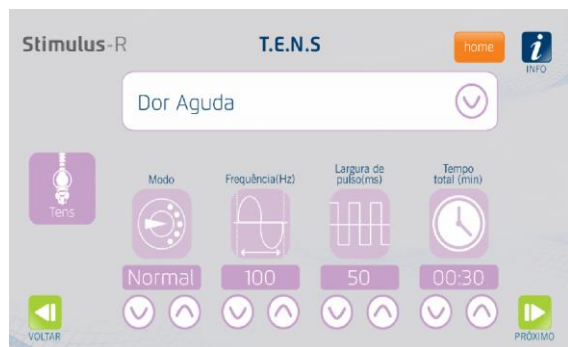 Stimulus-R
T.E.N.S
home
INFO
Dor Aguda
Tens
Modo
Frequência(Hz)
Largura de
pulso(ms)
Tempo
total (min)
Normal
100
50
00:30
VOLTAR
PRÓXIMO